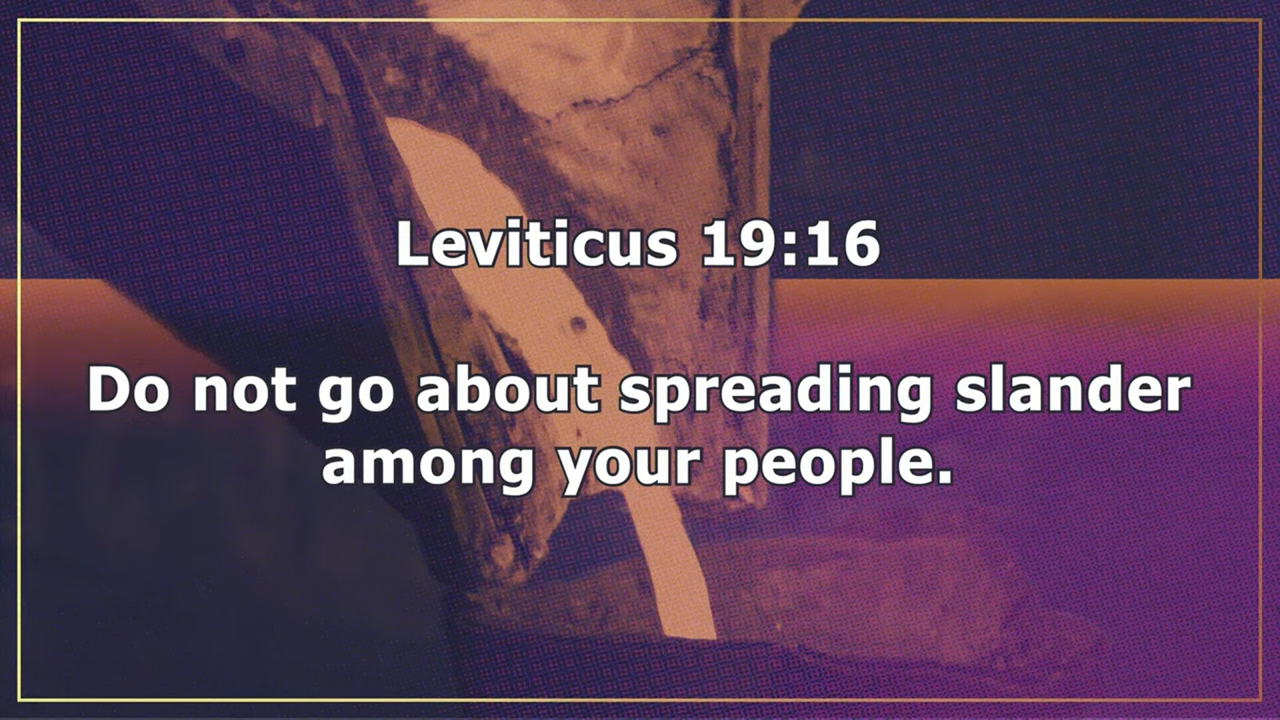 Leviticus 19:16
Do not go about spreading slander
among your people.